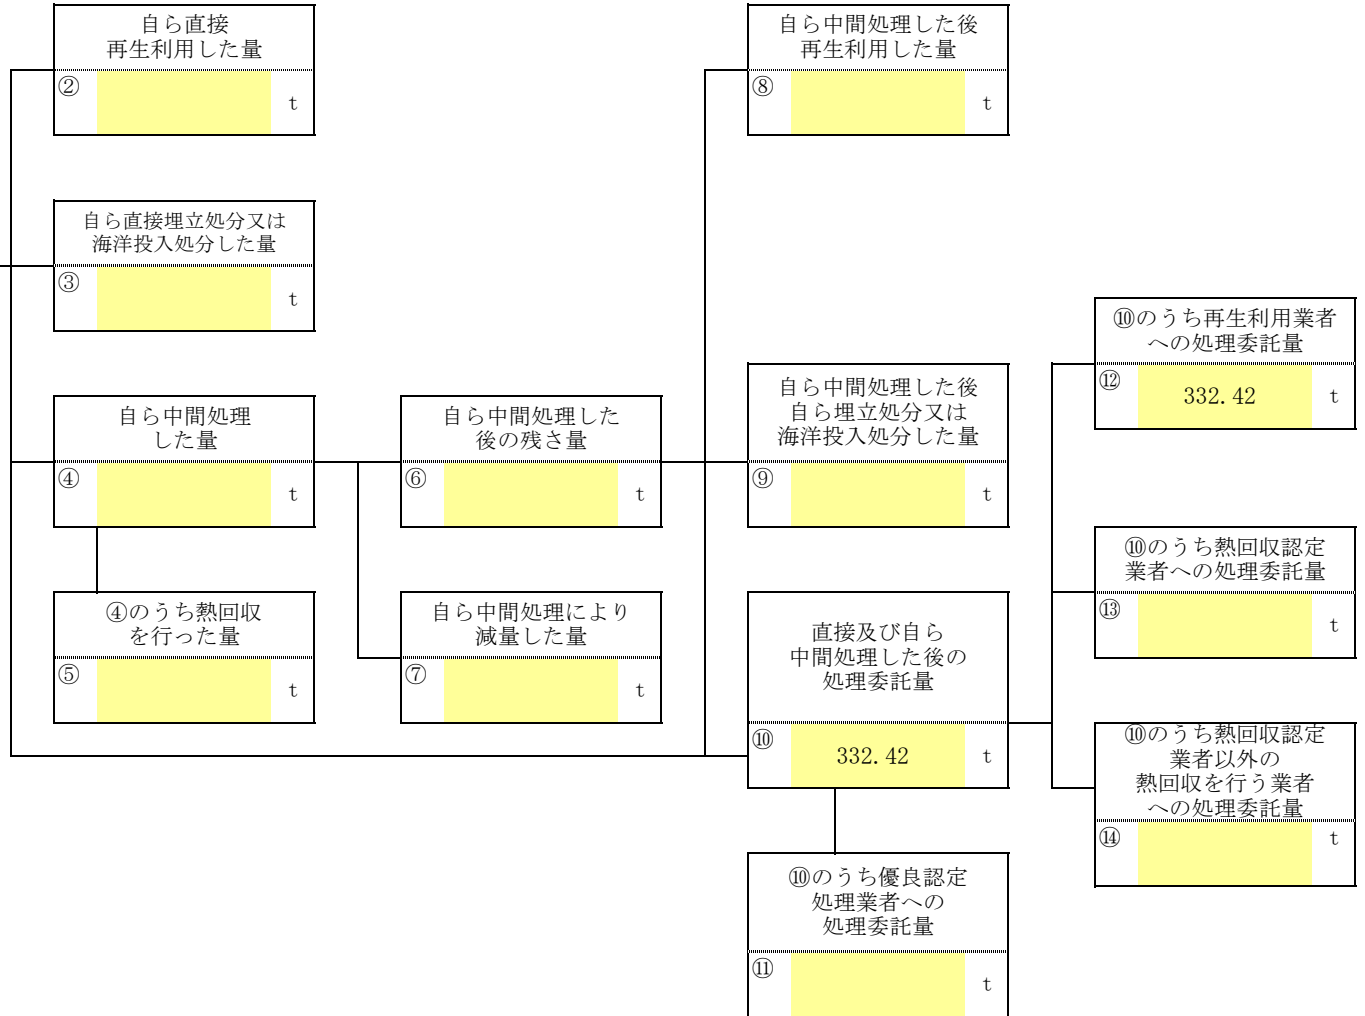 自ら直接
再生利用した量
②
t
自ら中間処理した後
再生利用した量
⑧
t
自ら直接埋立処分又は
海洋投入処分した量
③
t
⑩のうち再生利用業者
への処理委託量
⑫
332.42
t
自ら中間処理
した量
④
t
自ら中間処理した
後の残さ量
⑥
t
自ら中間処理した後
自ら埋立処分又は
海洋投入処分した量
⑨
t
⑩のうち熱回収認定
業者への処理委託量
⑬
t
④のうち熱回収
を行った量
⑤
t
自ら中間処理により
減量した量
⑦
t
直接及び自ら
中間処理した後の
処理委託量
⑩
332.42
t
⑩のうち熱回収認定
業者以外の
熱回収を行う業者
への処理委託量
⑭
t
⑩のうち優良認定
処理業者への
処理委託量
⑪
t